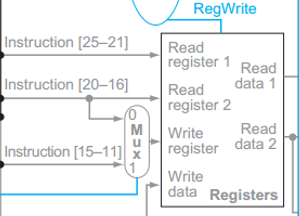 RegWrite
Instruction [25–21]
Read
register 1
Read
data 1
Instruction [20–16]
Read
register 2
0
M
u
x
1
Write
register
Read
data 2
Instruction [15–11]
Write
data
Registers